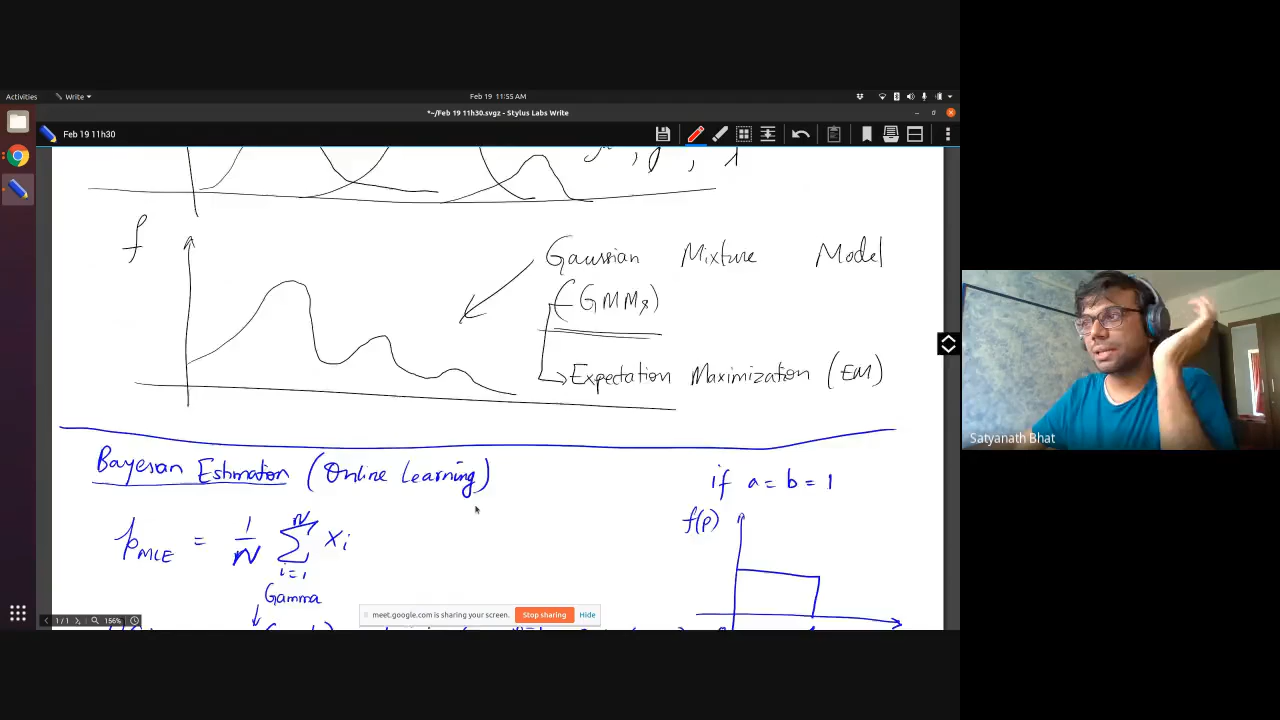 Activities
Write
Feb 19 11:55 AM
*~/Feb 19 11h30.svgz - Stylus Labs Write
Feb 19 11h30
f
Gaussian Mixture Model
(GMMs)
Expectation Maximization (EM)
Bayesian Estimation (Online Learning)
if a = b = 1
f(p)
p MLE = 1/N N Σ i=1 Xi
Gamma
meet.google.com is sharing your screen.
Stop sharing
Hide
1 / 1
156%
Satyanath Bhat